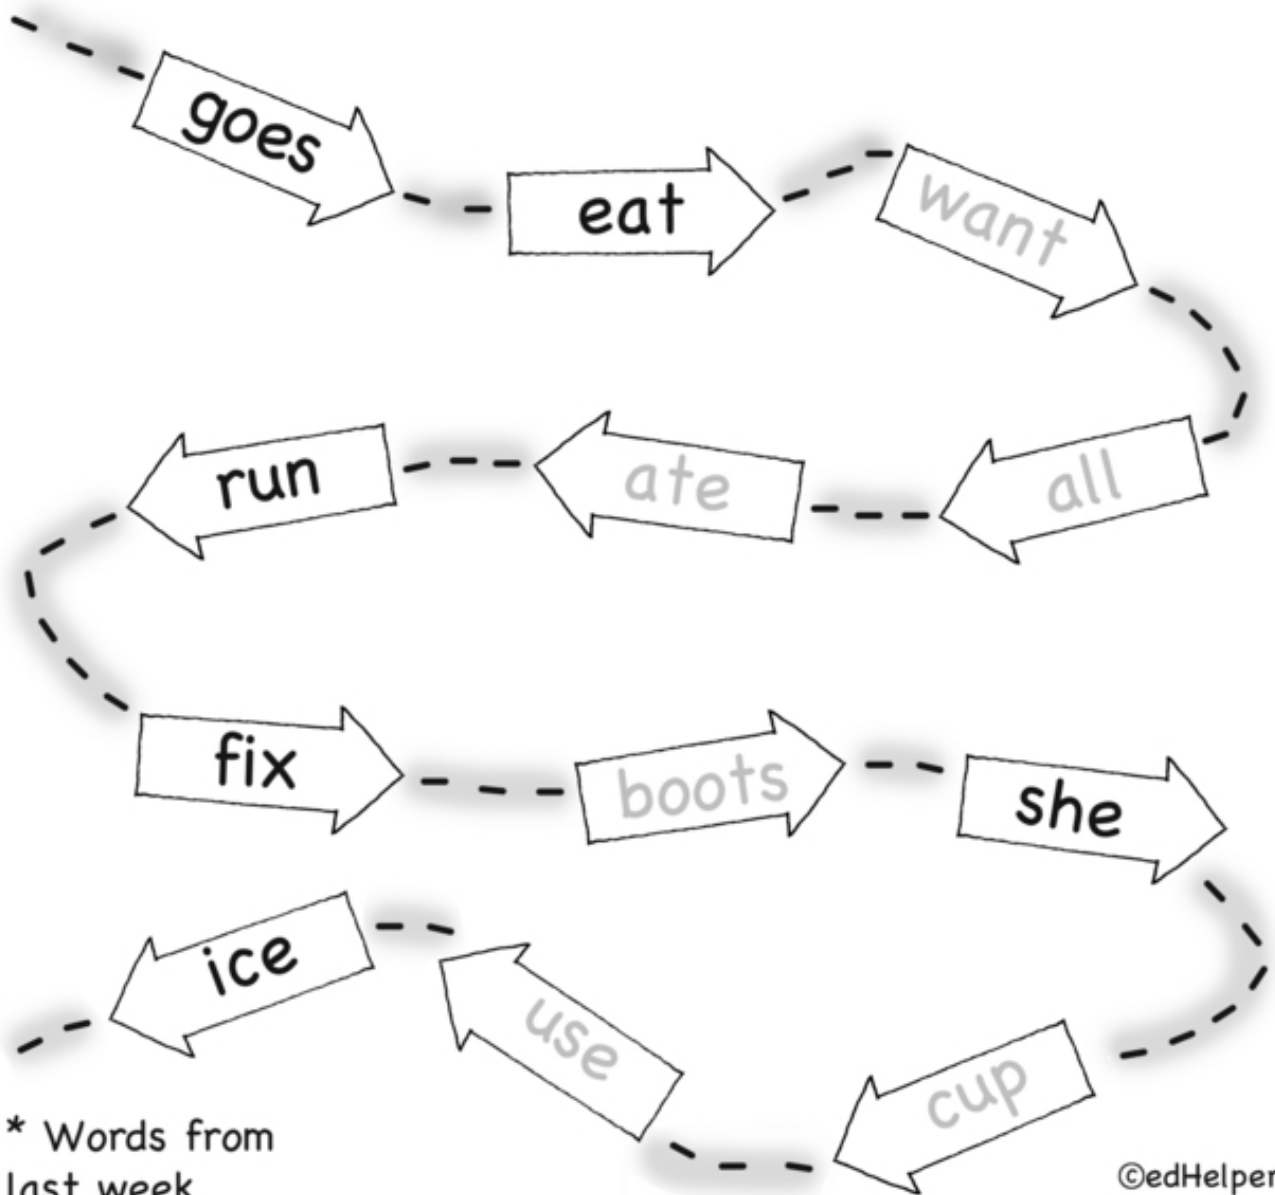 goes
eat
want
all
ate
run
fix
boots
she
cup
use
ice
* Words from
last week
©edHelper